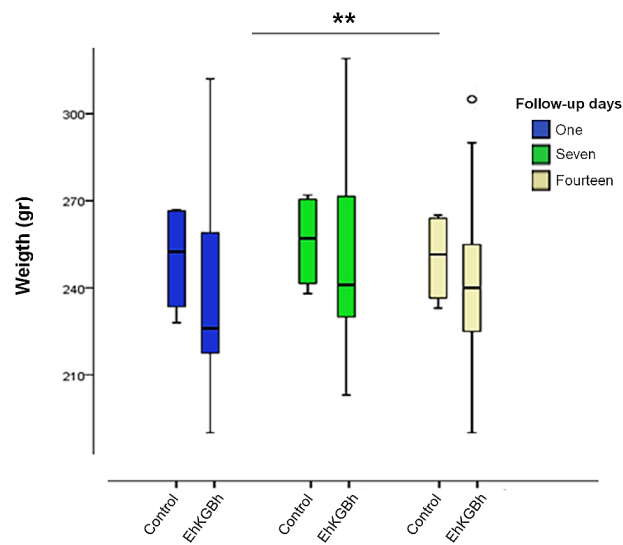 **
Follow-up days
One
Seven
Fourteen
Weigth (gr)
300
270
240
210
Control
EhKGBh
Control
EhKGBh
Control
EhKGBh